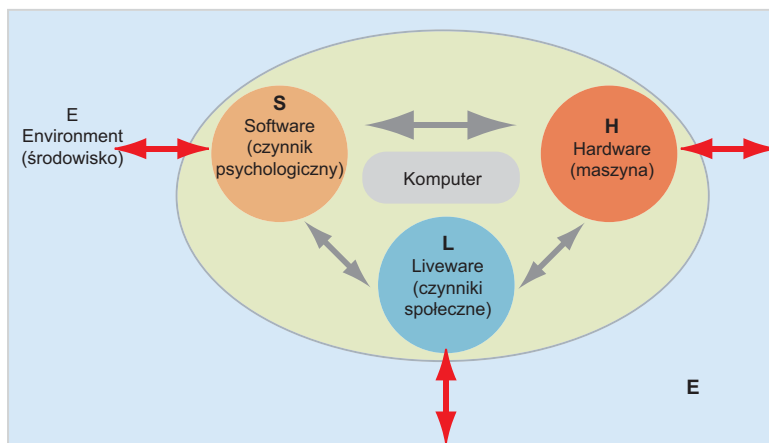 E
Environment
(środowisko)
S
Software
(czynnik
psychologiczny)
H
Hardware
(maszyna)
Komputer
L
Liveware
(czynniki
społeczne)
E